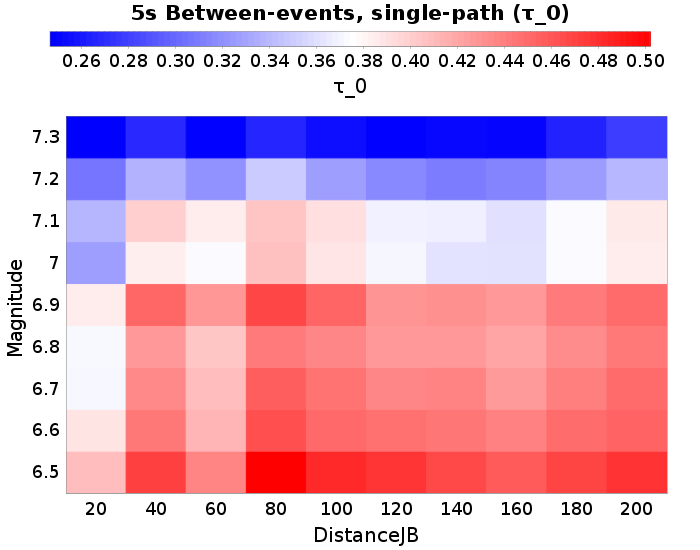 5s Between-events, single-path (τ_0)
0.26 0.28 0.30 0.32 0.34 0.36 0.38 0.40 0.42 0.44 0.46 0.48 0.50
τ_0
7.3
7.2
7.1
7
6.9
6.8
6.7
6.6
6.5
Magnitude
20 40 60 80 100 120 140 160 180 200
DistanceJB